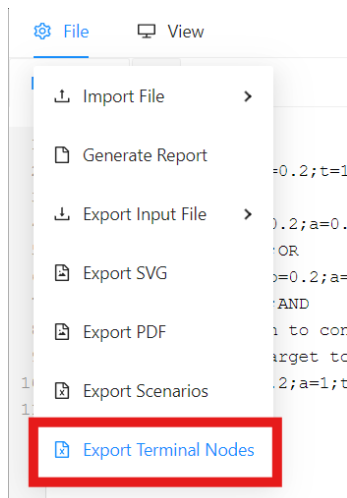 File View
Import File
Generate Report
=0.2;t=1
Export Input File
0.2;a=0.
OR
Export SVG
=0.2;a=
AND
to con
Export PDF
arget to
10
Export Scenarios
.2;a=1;t
Export Terminal Nodes